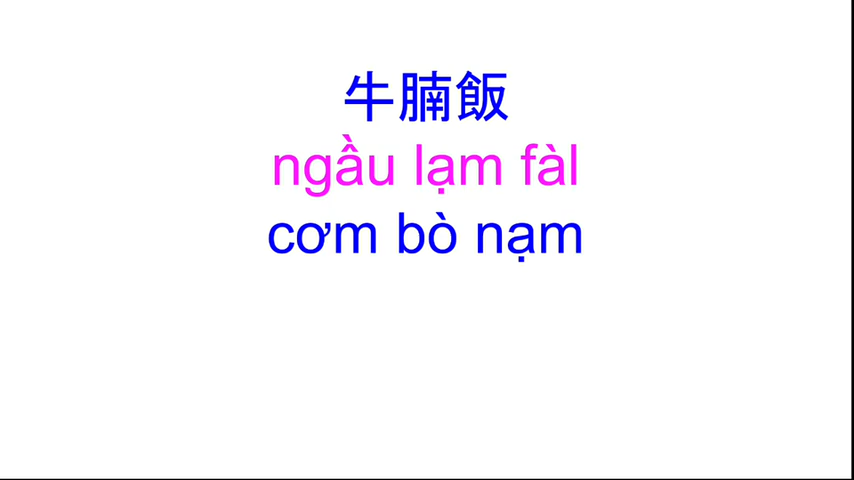 牛腩飯
ngầu lạm fàl
cơm bò nạm